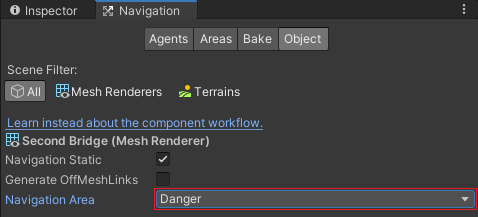 Inspector Navigation
Agents Areas Bake Object
Scene Filter:
All Mesh Renderers Terrains
Learn instead about the component workflow.
Second Bridge (Mesh Renderer)
Navigation Static
Generate OffMeshLinks
Navigation Area Danger